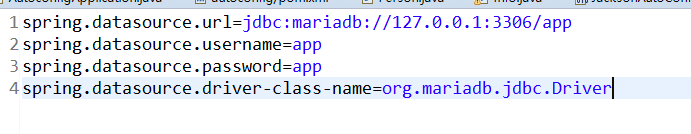 1 spring.datasource.url=jdbc:mariadb://127.0.0.1:3306/app
2 spring.datasource.username=app
3 spring.datasource.password=app
4 spring.datasource.driver-class-name=org.mariadb.jdbc.Driver